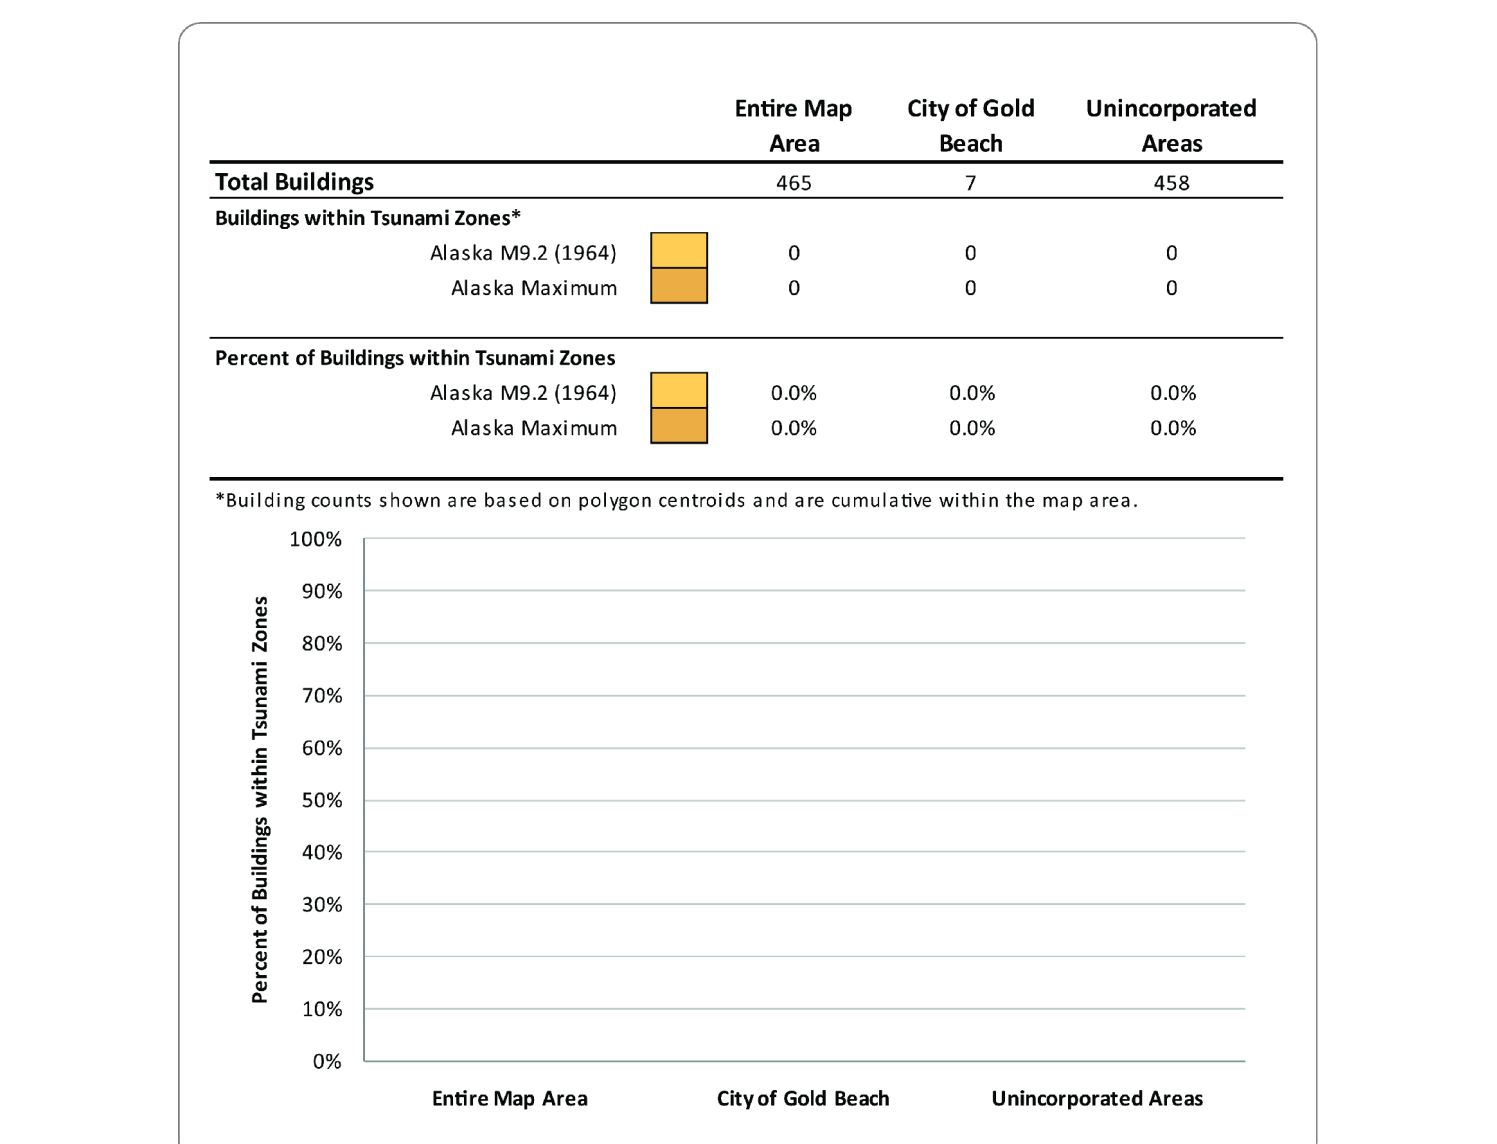 Entire Map Area City of Gold Beach Unincorporated Areas
Total Buildings 465 7 458
Buildings within Tsunami Zones*
Alaska M9.2 (1964) 0 0 0
Alaska Maximum 0 0 0
Percent of Buildings within Tsunami Zones
Alaska M9.2 (1964) 0.0% 0.0% 0.0%
Alaska Maximum 0.0% 0.0% 0.0%
*Building counts shown are based on polygon centroids and are cumulative within the map area.
Percent of Buildings within Tsunami Zones
100%
90%
80%
70%
60%
50%
40%
30%
20%
10%
0%
Entire Map Area City of Gold Beach Unincorporated Areas